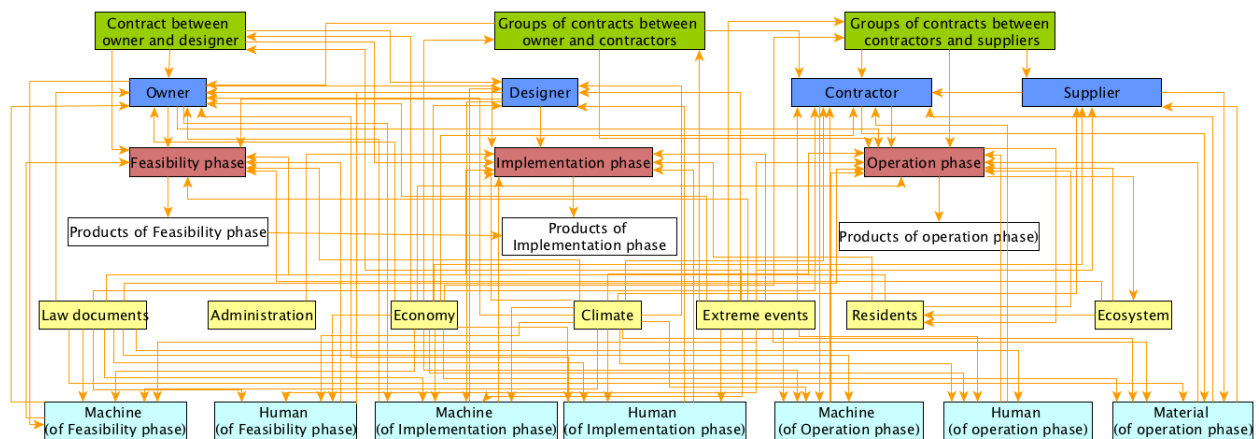 Contract between
owner and designer
Groups of contracts between
owner and contractors
Groups of contracts between
contractors and suppliers
Owner
Designer
Contractor
Supplier
Feasibility phase
Implementation phase
Operation phase
Products of Feasibility phase
Products of
Implementation phase
Products of operation phase)
Law documents
Administration
Economy
Climate
Extreme events
Residents
Ecosystem
Machine
(of Feasibility phase)
Human
(of Feasibility phase)
Machine
(of Implementation phase)
Human
(of Implementation phase)
Machine
(of Operation phase)
Human
(of operation phase)
Material
(of operation phase)